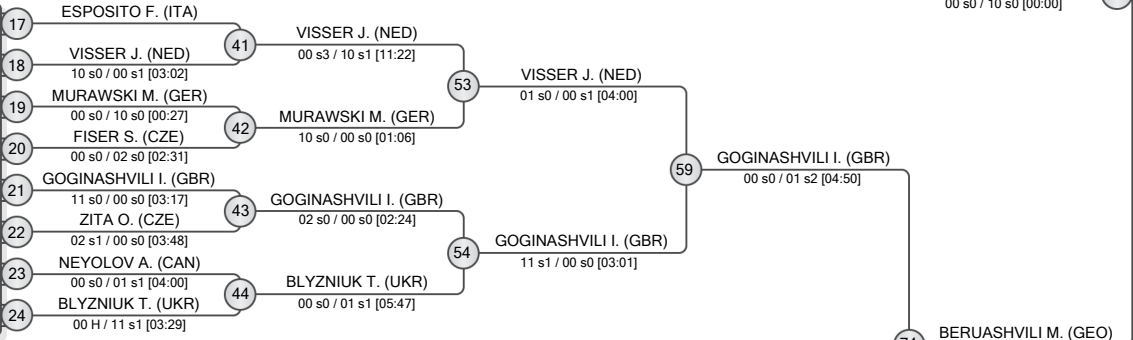 00 s0 / 10 s0 [00:00]
17
ESPOSITO F. (ITA)
41
VISSER J. (NED)
00 s3 / 10 s1 [11:22]
18
VISSER J. (NED)
10 s0 / 00 s1 [03:02]
53
VISSER J. (NED)
01 s0 / 00 s1 [04:00]
19
MURAWSKI M. (GER)
00 s0 / 10 s0 [00:27]
42
MURAWSKI M. (GER)
10 s0 / 00 s0 [01:06]
20
FISER S. (CZE)
00 s0 / 02 s0 [02:31]
59
GOGINASHVILI I. (GBR)
00 s0 / 01 s2 [04:50]
21
GOGINASHVILI I. (GBR)
11 s0 / 00 s0 [03:17]
43
GOGINASHVILI I. (GBR)
02 s0 / 00 s0 [02:24]
22
ZITA O. (CZE)
02 s1 / 00 s0 [03:48]
54
GOGINASHVILI I. (GBR)
11 s1 / 00 s0 [03:01]
23
NEYOLOV A. (CAN)
00 s0 / 01 s1 [04:00]
44
BLYZNIUK T. (UKR)
00 s0 / 01 s1 [05:47]
24
BLYZNIUK T. (UKR)
00 H / 11 s1 [03:29]
BERUASHVILI M. (GEO)